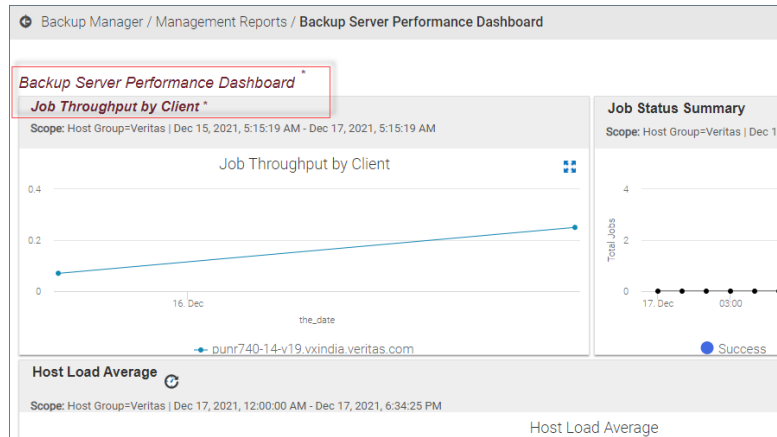 Backup Manager / Management Reports / Backup Server Performance Dashboard
Backup Server Performance Dashboard *
Job Throughput by Client *
Scope: Host Group=Veritas | Dec 15, 2021, 5:15:19 AM - Dec 17, 2021, 5:15:19 AM
Job Throughput by Client
0.4
0.2
0
16. Dec
the_date
punr740-14-v19.vxindia.veritas.com
Job Status Summary
Scope: Host Group=Veritas | Dec 1
4
Total Jobs
2
0
17. Dec
03:00
Success
Host Load Average
Scope: Host Group=Veritas | Dec 17, 2021, 12:00:00 AM - Dec 17, 2021, 6:34:25 PM
Host Load Average